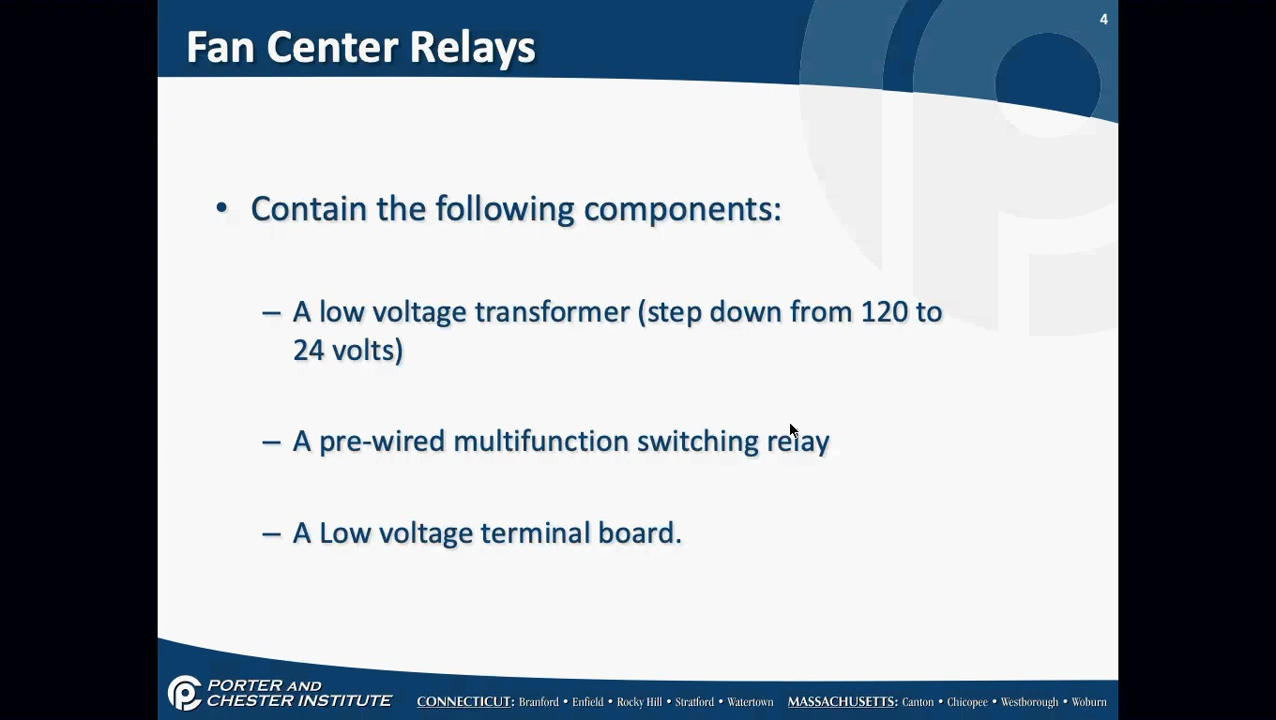 4
Fan Center Relays
• Contain the following components:
– A low voltage transformer (step down from 120 to
24 volts)
– A pre-wired multifunction switching relay
– A Low voltage terminal board.
PORTER AND
CHESTER INSTITUTE
CONNECTICUT: Branford • Enfield • Rocky Hill • Stratford • Watertown MASSACHUSETTS: Canton • Chicopee • Westborough • Woburn